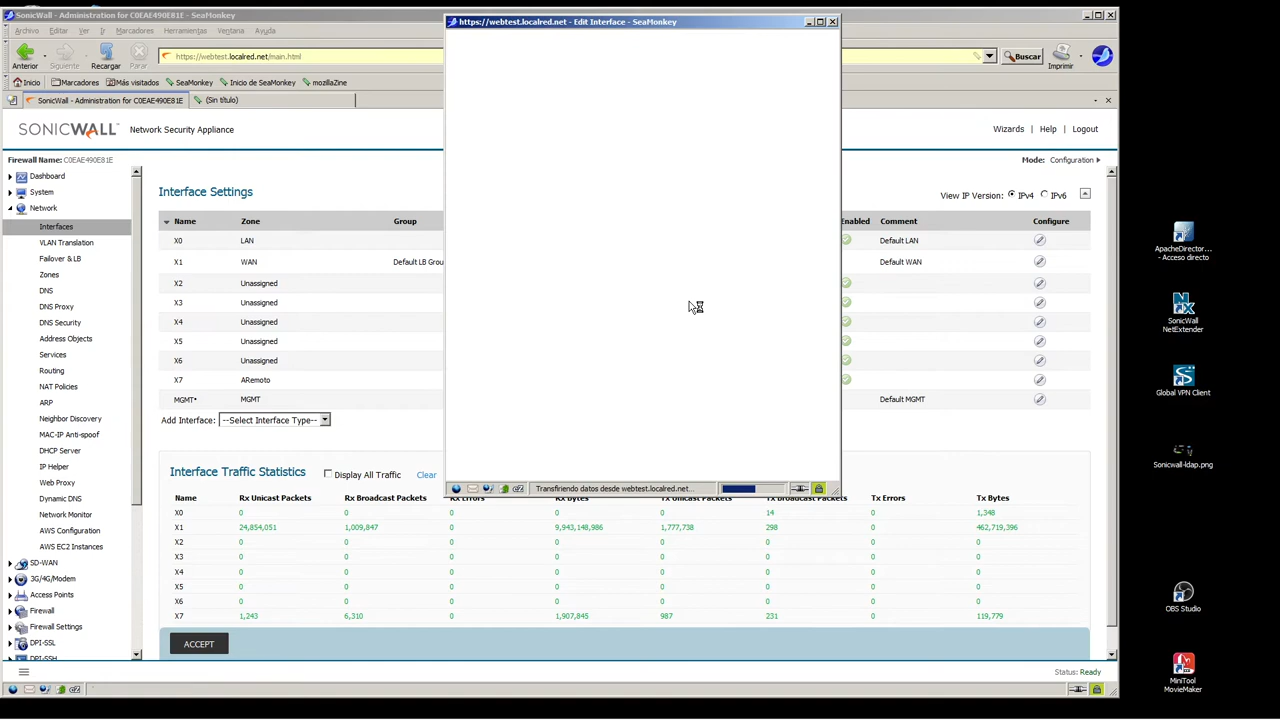 SonicWall - Administration for C0EAE490E81E - SeaMonkey
https://webtest.localred.net - Edit Interface - SeaMonkey
Archivo Editar Ver Ir Marcadores Herramientas Ventana Ayuda
Anterior Siguiente Recargar Parar
https://webtest.localred.net/main.html
Buscar Imprimir
Inicio Marcadores Más visitados SeaMonkey Inicio de SeaMonkey mozillaZine
SonicWall - Administration for C0EAE490E81E (Sin título)
SONICWALL Network Security Appliance
Wizards | Help | Logout
Firewall Name: C0EAE490E81E
Mode: Configuration
Dashboard
System
Network
Interfaces
VLAN Translation
Failover & LB
Zones
DNS
DNS Proxy
DNS Security
Address Objects
Services
Routing
NAT Policies
ARP
Neighbor Discovery
MAC-IP Anti-spoof
DHCP Server
IP Helper
Web Proxy
Dynamic DNS
Network Monitor
AWS Configuration
AWS EC2 Instances
SD-WAN
3G/4G/Modem
Access Points
Firewall
Firewall Settings
DPI-SSL
DPI-SSH
Interface Settings
View IP Version: IPv4 IPv6
Name Zone Group Enabled Comment Configure
X0 LAN Default LAN
X1 WAN Default LB Grou Default WAN
X2 Unassigned
X3 Unassigned
X4 Unassigned
X5 Unassigned
X6 Unassigned
X7 ARemoto
MGMT* MGMT Default MGMT
Add Interface: --Select Interface Type--
Interface Traffic Statistics Display All Traffic Clear
Transfiriendo datos desde webtest.localred.net...
Name Rx Unicast Packets Rx Broadcast Packets Rx Errors Rx Bytes Tx Unicast Packets Tx Broadcast Packets Tx Errors Tx Bytes
X0 0 0 0 0 0 14 0 1,348
X1 24,854,051 1,009,847 0 9,943,148,986 1,777,738 298 0 462,719,396
X2 0 0 0 0 0 0 0 0
X3 0 0 0 0 0 0 0 0
X4 0 0 0 0 0 0 0 0
X5 0 0 0 0 0 0 0 0
X6 0 0 0 0 0 0 0 0
X7 1,243 6,310 0 1,907,845 987 231 0 119,779
ACCEPT
Status: Ready
ApacheDirector...
- Acceso directo
SonicWall
NetExtender
Global VPN Client
Sonicwall-ldap.png
OBS Studio
MiniTool
MovieMaker